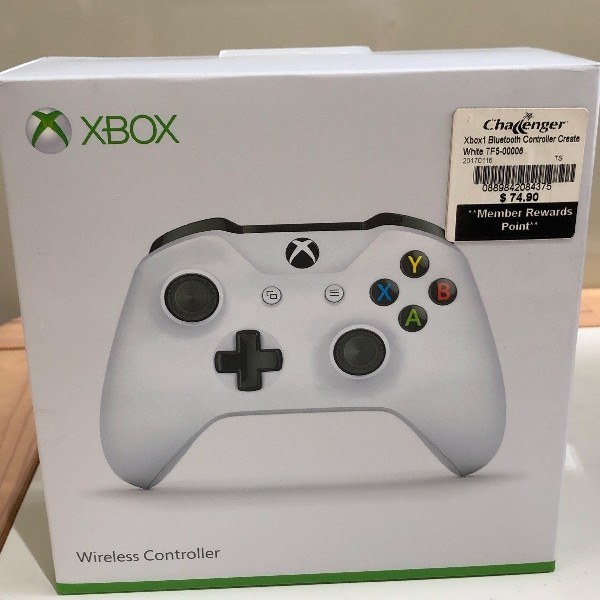 XBOX
Challenger
Xbox1 Bluetooth Controller Create
White TF5-00006
20170116 TS
0889842084375
$ 74.90
**Member Rewards
Point**
Y
X B
A
Wireless Controller